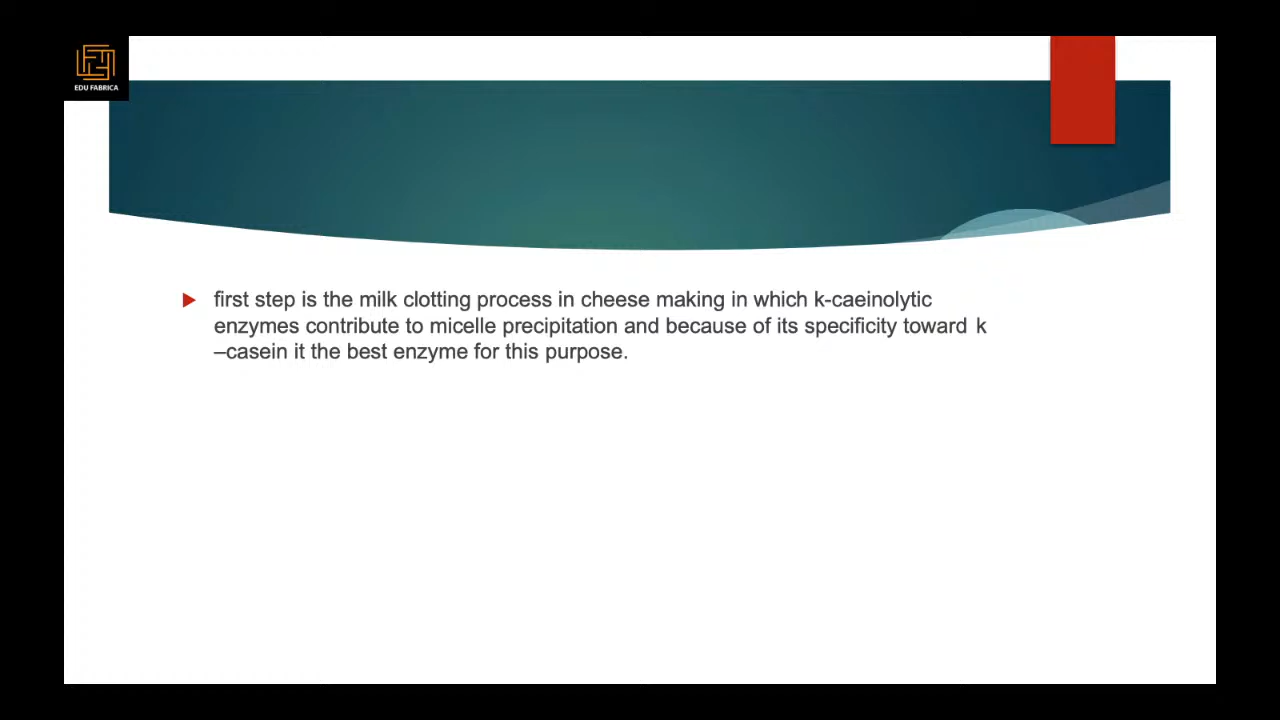 EDU FABRICA
first step is the milk clotting process in cheese making in which k-caeinolytic
enzymes contribute to micelle precipitation and because of its specificity toward k
–casein it the best enzyme for this purpose.